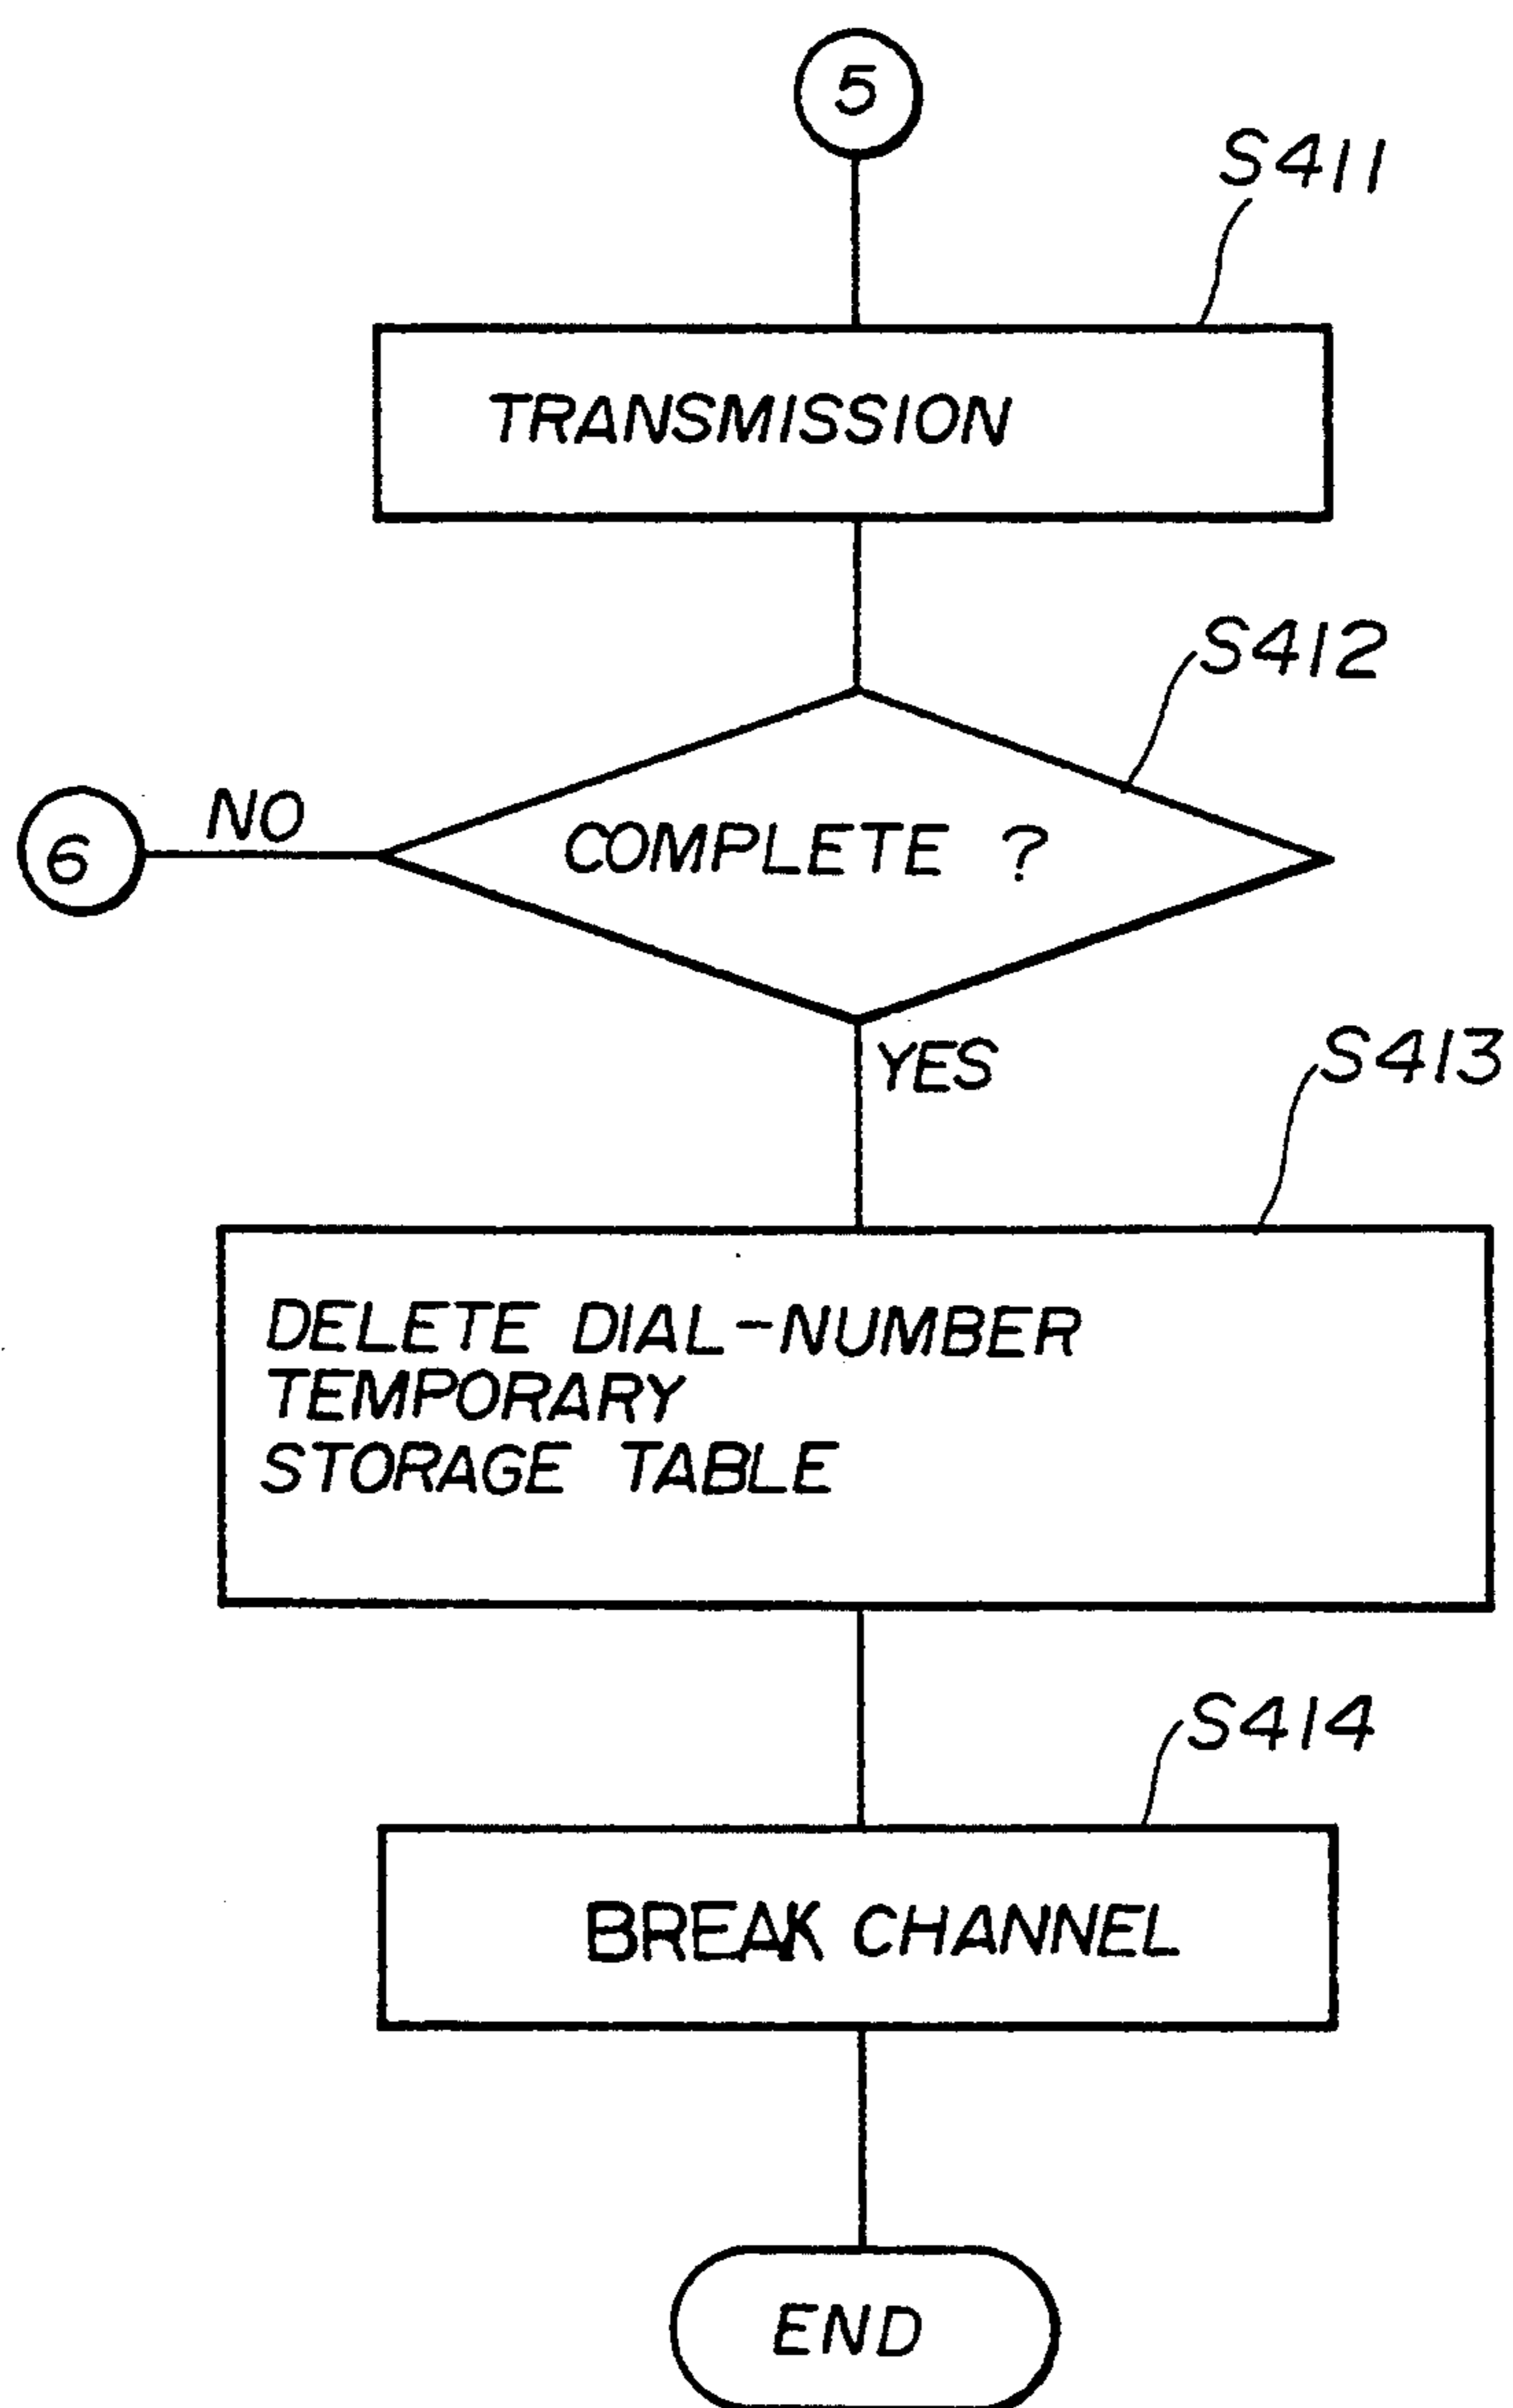 5
S411
TRANSMISSION
S412
NO
6
COMPLETE ?
YES
S413
DELETE DIAL-NUMBER
TEMPORARY
STORAGE TABLE
S414
BREAK CHANNEL
END